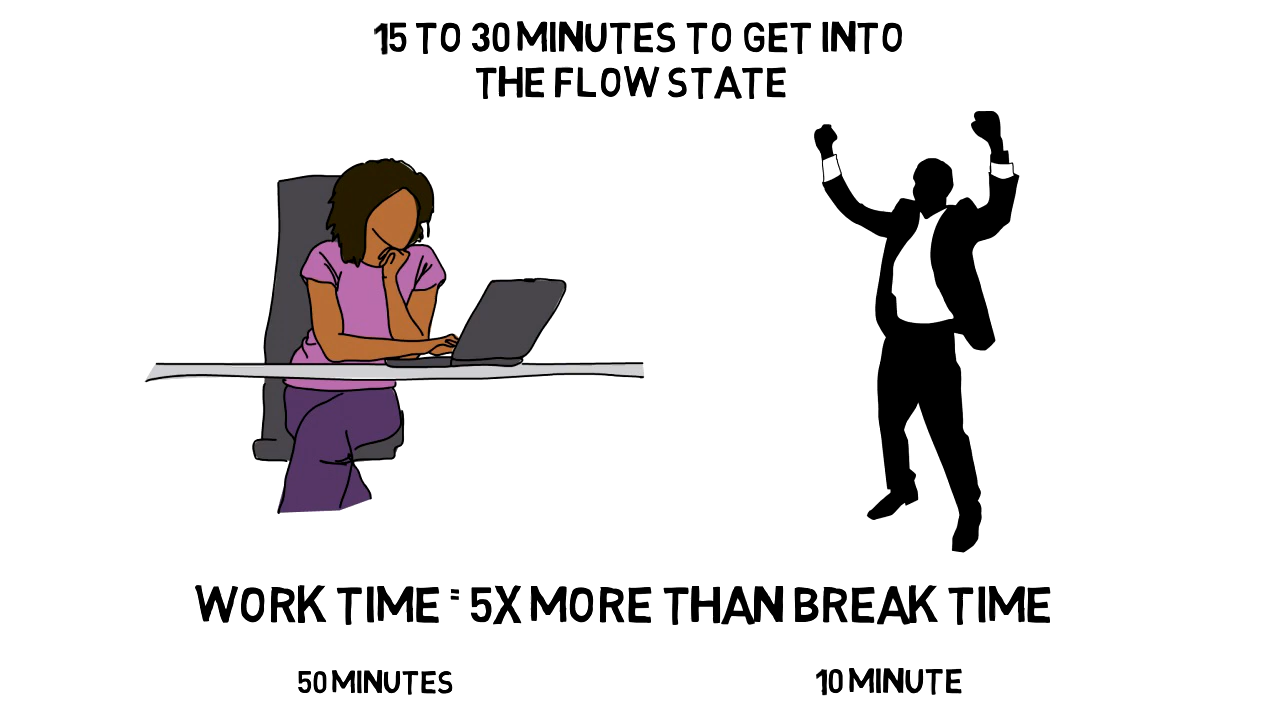 15 TO 30 MINUTES TO GET INTO
THE FLOW STATE
WORK TIME = 5X MORE THAN BREAK TIME
50 MINUTES
10 MINUTE